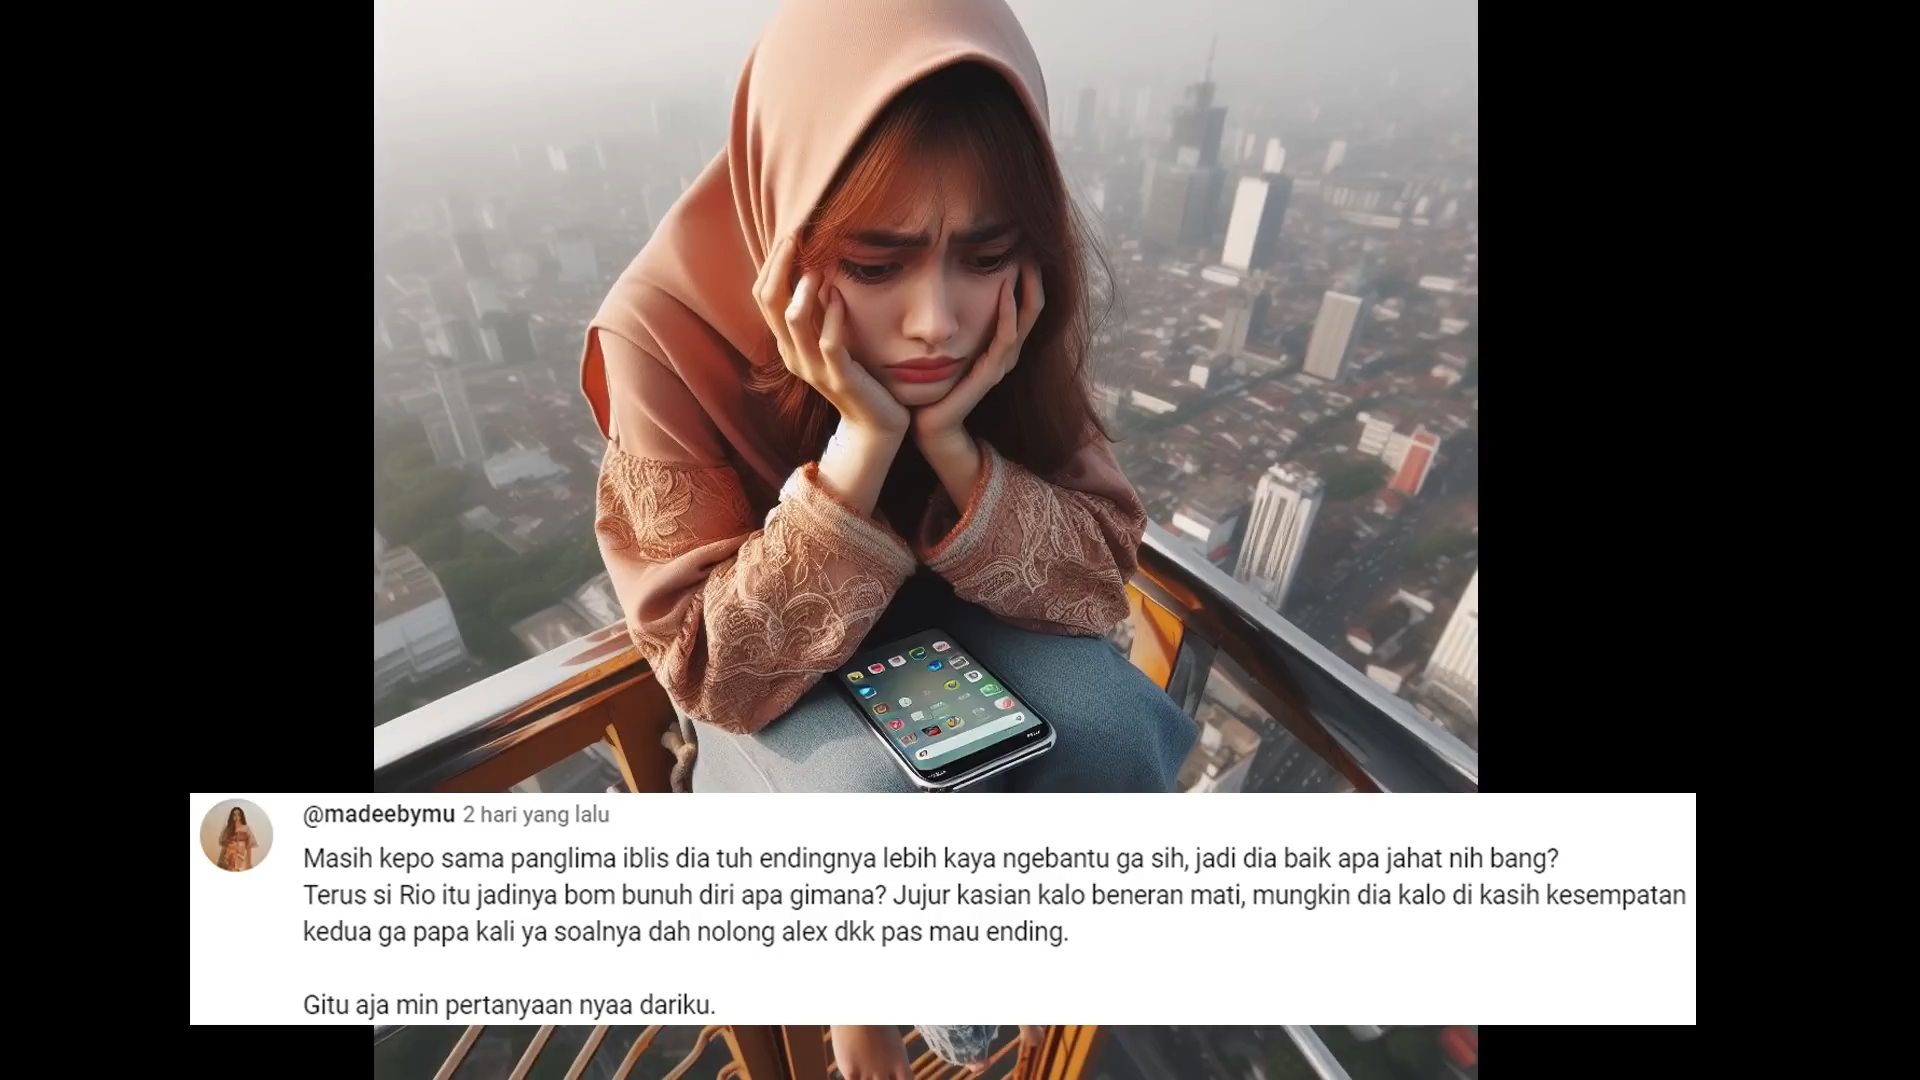 @madeebymu 2 hari yang lalu
Masih kepo sama panglima iblis dia tuh endingnya lebih kaya ngebantu ga sih, jadi dia baik apa jahat nih bang?
Terus si Rio itu jadinya bom bunuh diri apa gimana? Jujur kasian kalo beneran mati, mungkin dia kalo di kasih kesempatan
kedua ga papa kali ya soalnya dah nolong alex dkk pas mau ending.
Gitu aja min pertanyaan nyaa dariku.